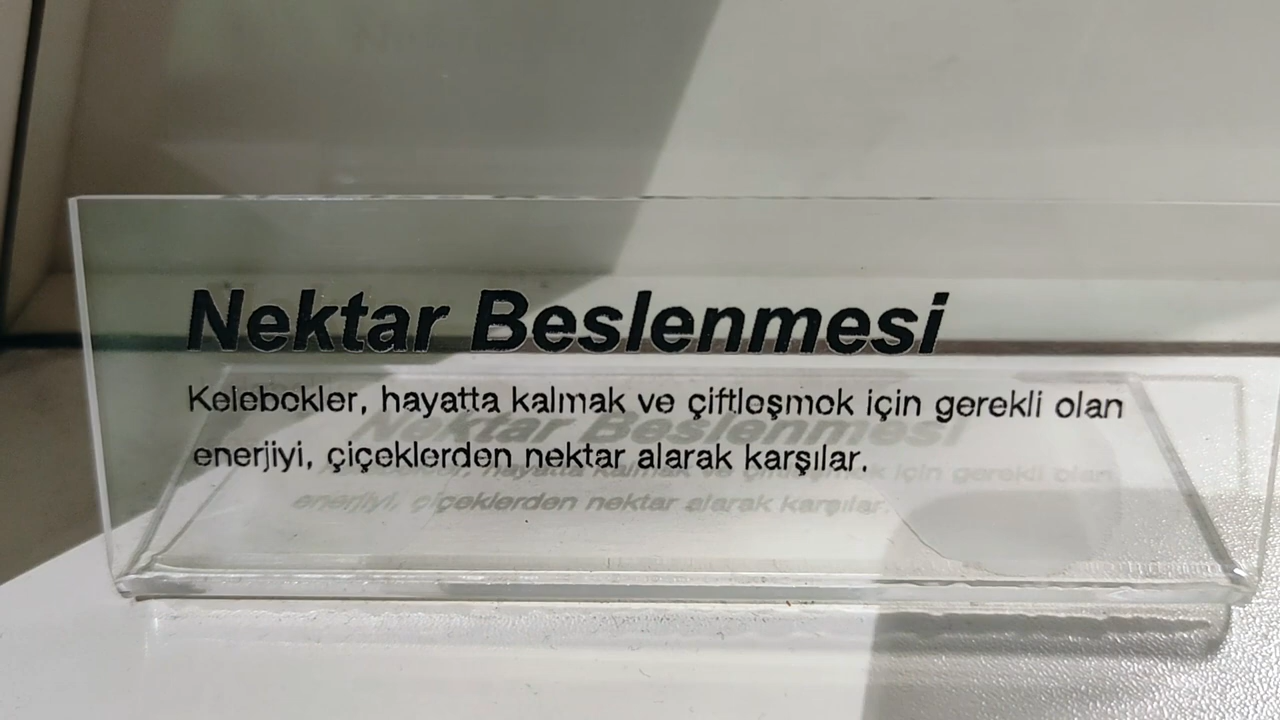 Nektar Beslenmesi
Kelebekler, hayatta kalmak ve çiftleşmek için gerekli olan
enerjiyi, çiçeklerden nektar alarak karşılar.